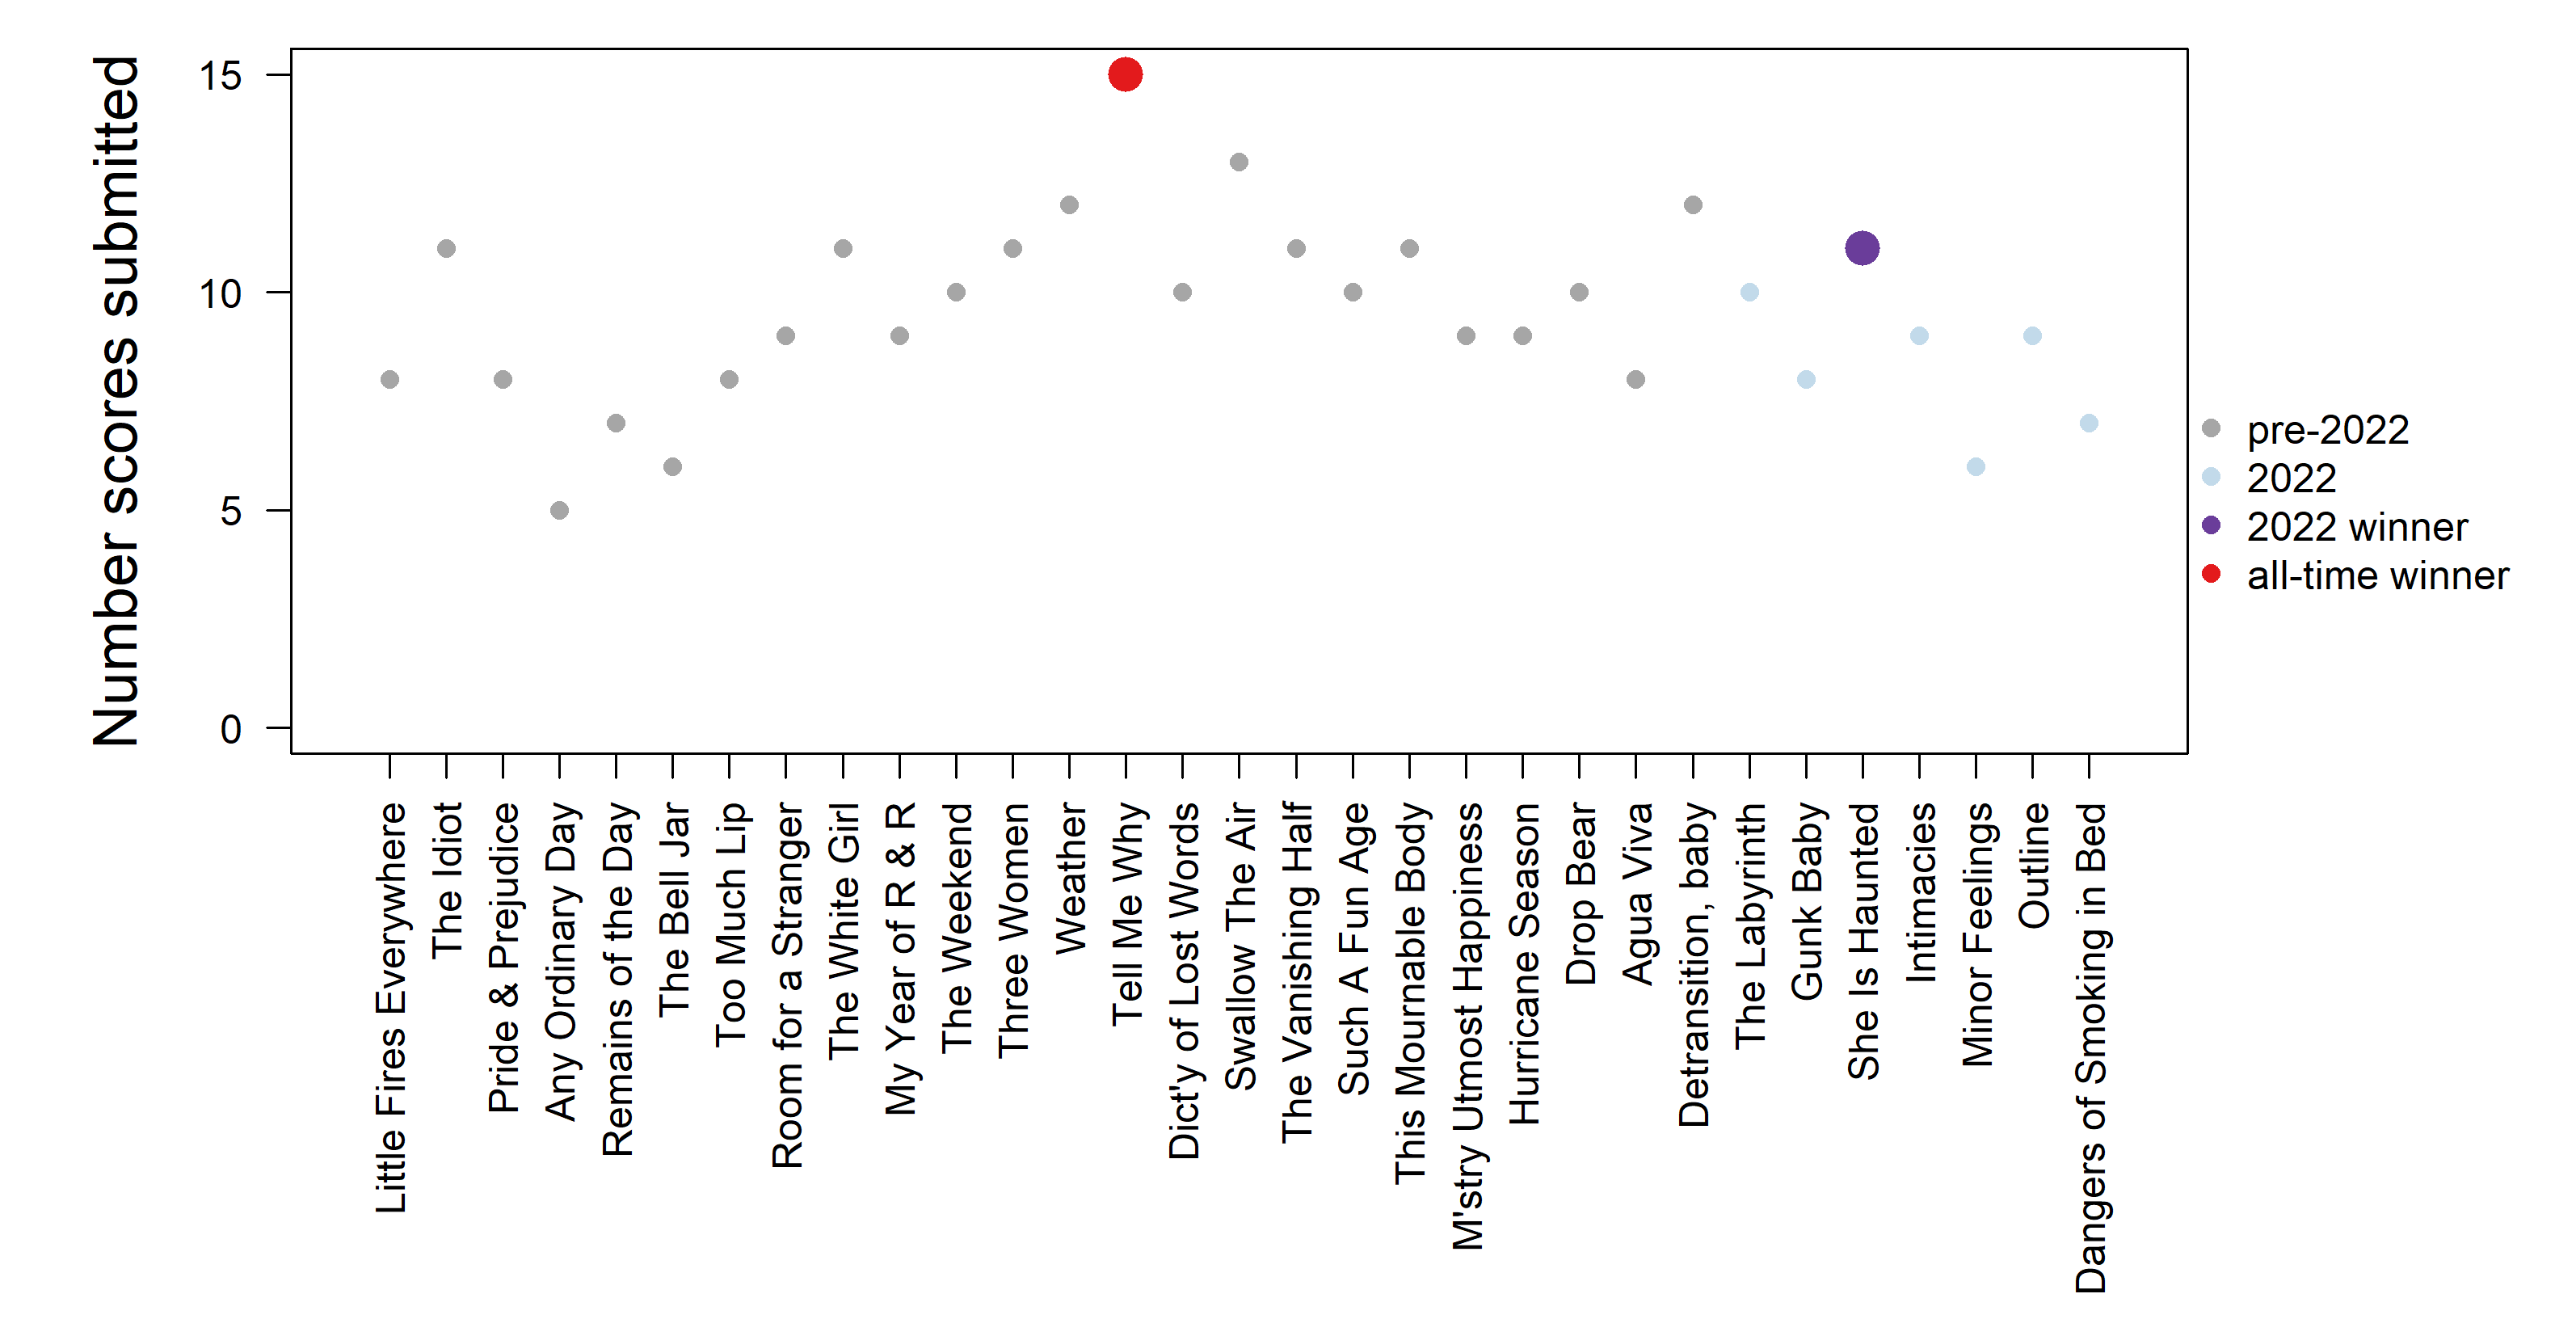 Number scores submitted
15
10
5
0
Little Fires Everywhere
The Idiot
Pride & Prejudice
Any Ordinary Day
Remains of the Day
The Bell Jar
Too Much Lip
Room for a Stranger
The White Girl
My Year of R & R
The Weekend
Three Women
Weather
Tell Me Why
Dict'y of Lost Words
Swallow The Air
The Vanishing Half
Such A Fun Age
This Mournable Body
M'stry Utmost Happiness
Hurricane Season
Drop Bear
Agua Viva
Detransition, baby
The Labyrinth
Gunk Baby
She Is Haunted
Intimacies
Minor Feelings
Outline
Dangers of Smoking in Bed
pre-2022
2022
2022 winner
all-time winner